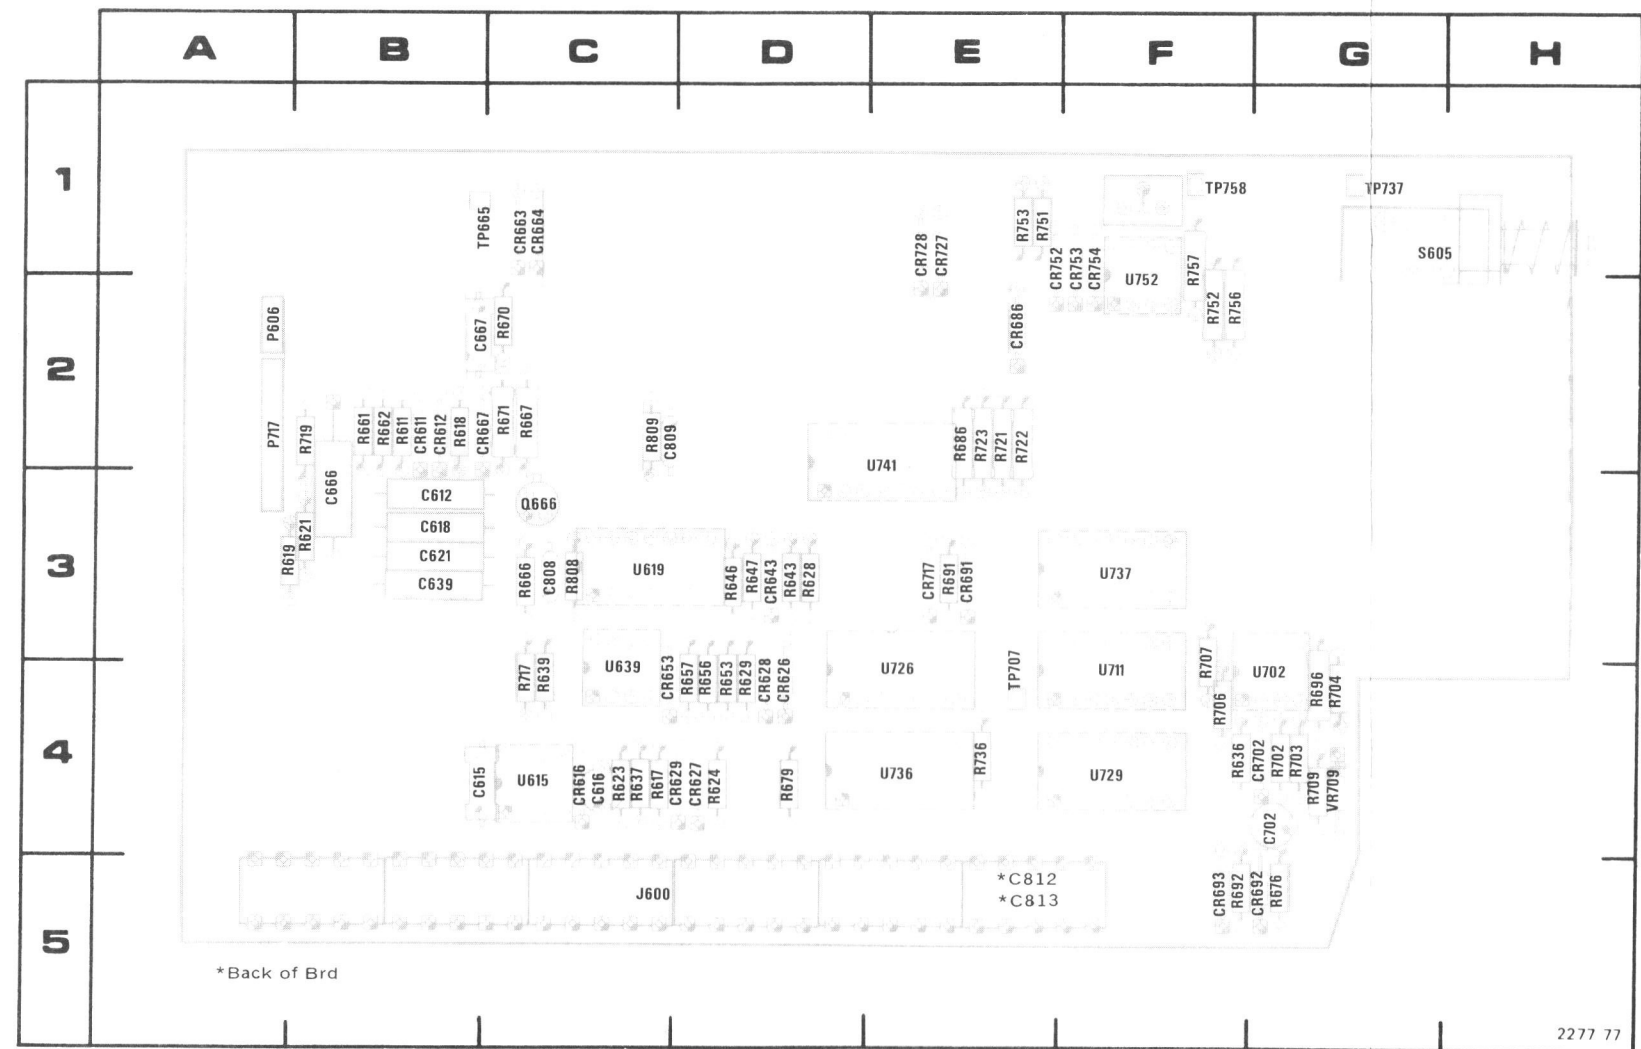 A B C D E F G H
1
TP665
CR663
CR664
CR728
CR727
R753
R751
CR752
CR753
CR754
U752
TP758
R757
R752
R756
TP737
S605
2
P606
P717
R719
C667
R670
CR686
R661
R662
R611
CR611
CR612
R618
CR667
R671
R667
R809
C809
U741
R686
R723
R721
R722
3
C666
R621
R619
C612
C618
C621
C639
Q666
R666
C808
R808
U619
R646
R647
CR643
R643
R628
CR717
R691
CR691
U737
R717
R639
U639
CR653
R657
R656
R653
R629
CR628
CR626
U726
TP707
U711
R707
R706
U702
R696
R704
4
C615
U615
CR616
C616
R623
R637
R617
CR629
CR627
R624
R679
U736
R736
U729
R636
CR702
R702
R703
R709
VR709
C702
J600
*C812
*C813
CR693
R692
CR692
R676
5
*Back of Brd
2277 77